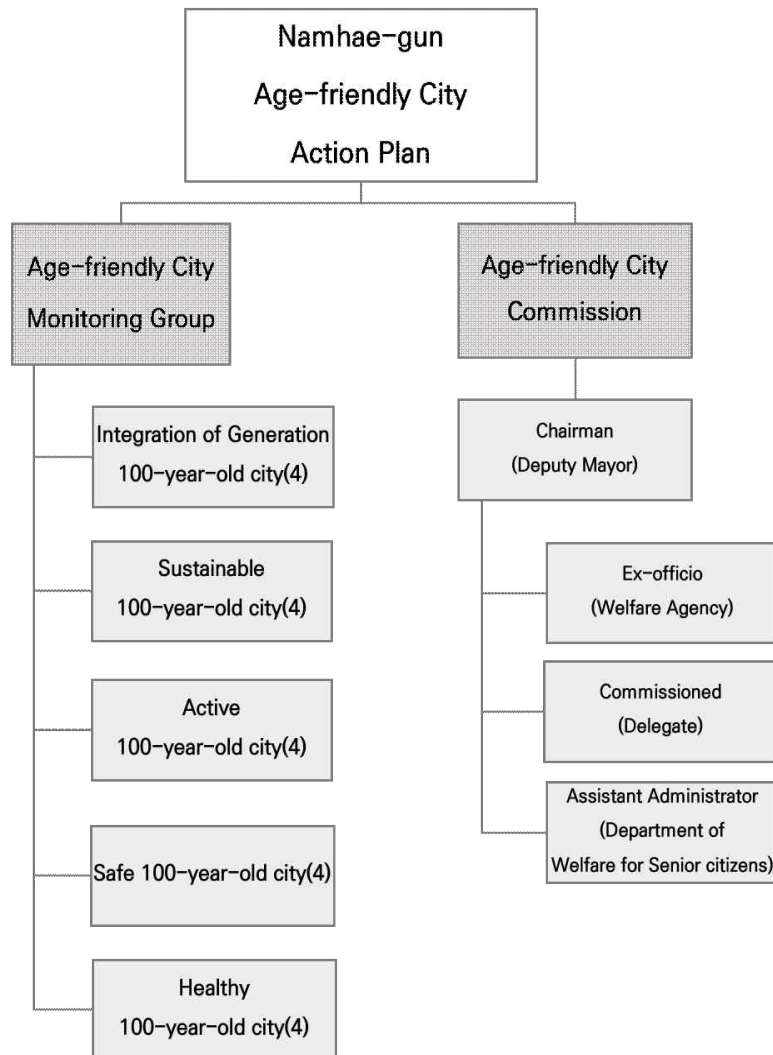 Namhae-gun
Age-friendly City
Action Plan
Age-friendly City
Monitoring Group
Integration of Generation
100-year-old city(4)
Sustainable
100-year-old city(4)
Active
100-year-old city(4)
Safe 100-year-old city(4)
Healthy
100-year-old city(4)
Age-friendly City
Commission
Chairman
(Deputy Mayor)
Ex-officio
(Welfare Agency)
Commissioned
(Delegate)
Assistant Administrator
(Department of
Welfare for Senior citizens)